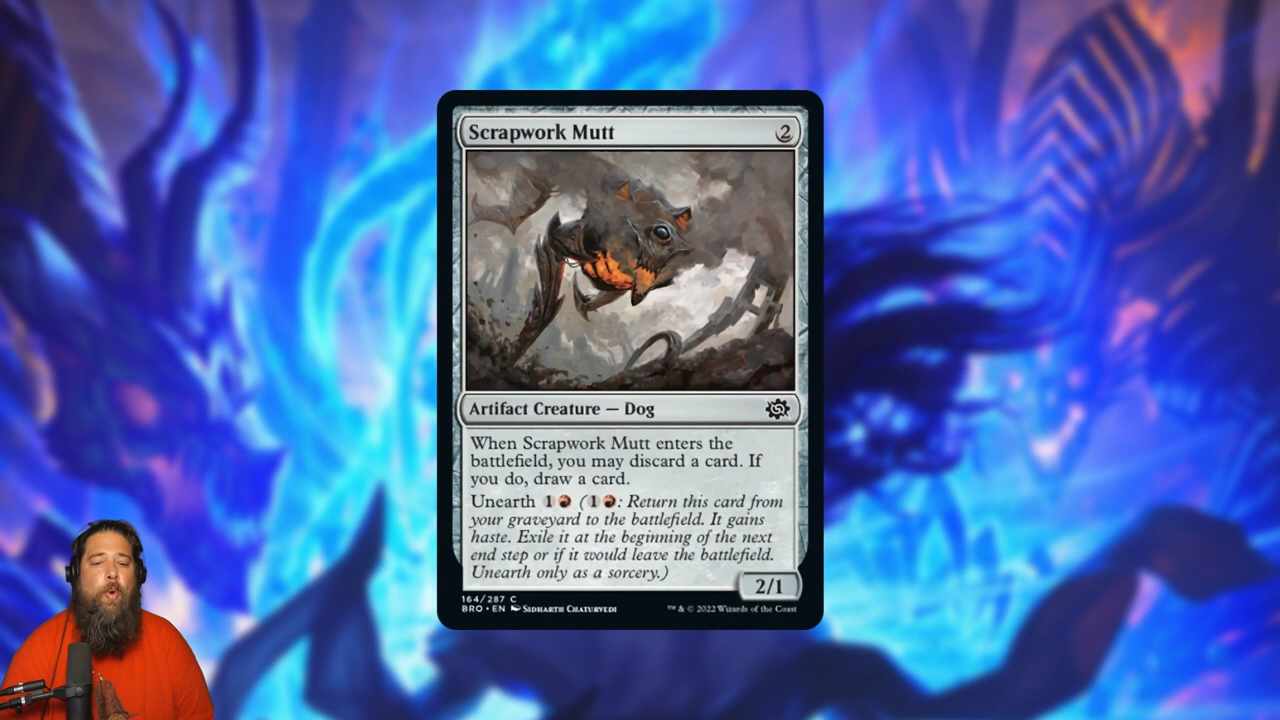 Scrapwork Mutt 2
Artifact Creature — Dog
When Scrapwork Mutt enters the
battlefield, you may discard a card. If
you do, draw a card.
Unearth 1 (1 : Return this card from
your graveyard to the battlefield. It gains
haste. Exile it at the beginning of the next
end step or if it would leave the battlefield.
Unearth only as a sorcery.)
2/1
164/287 C
BRO • EN Sidharth Chaturvedi ™ & © 2022 Wizards of the Coast